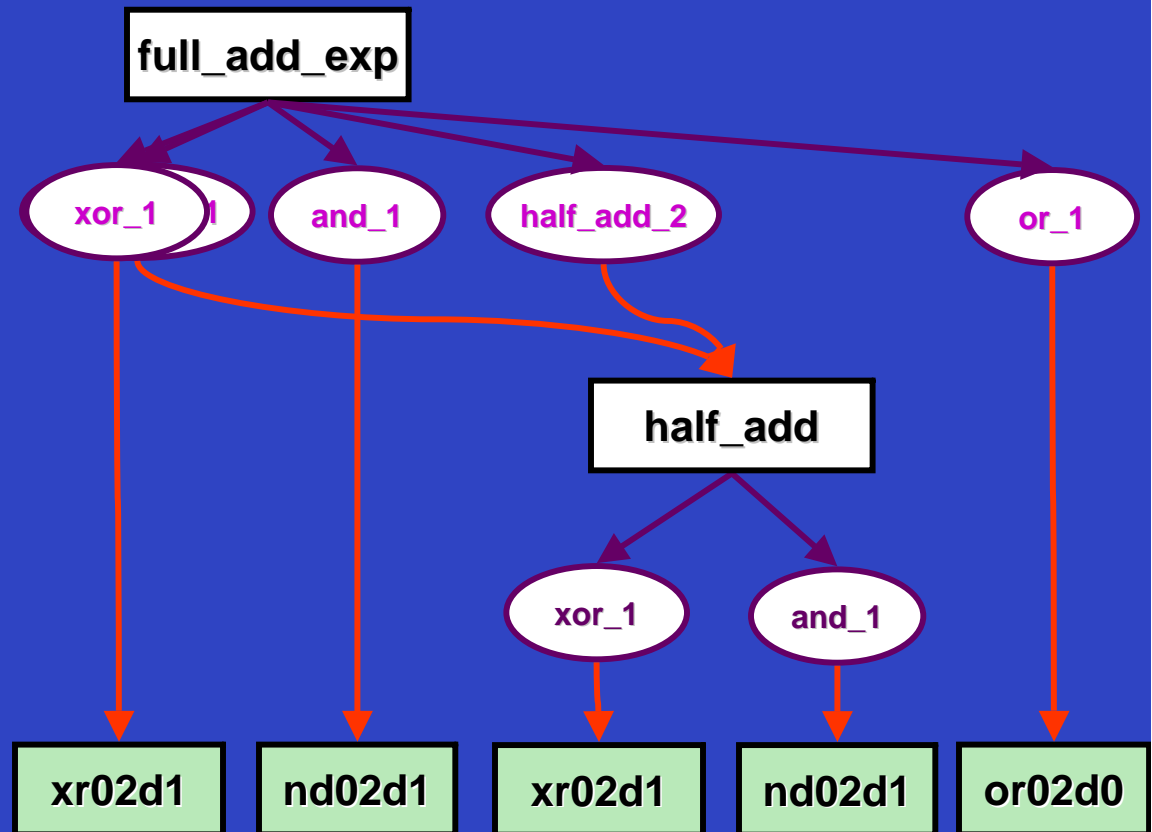 full_add_exp
xor_1
and_1
half_add_2
or_1
half_add
xor_1
and_1
xr02d1
nd02d1
xr02d1
nd02d1
or02d0